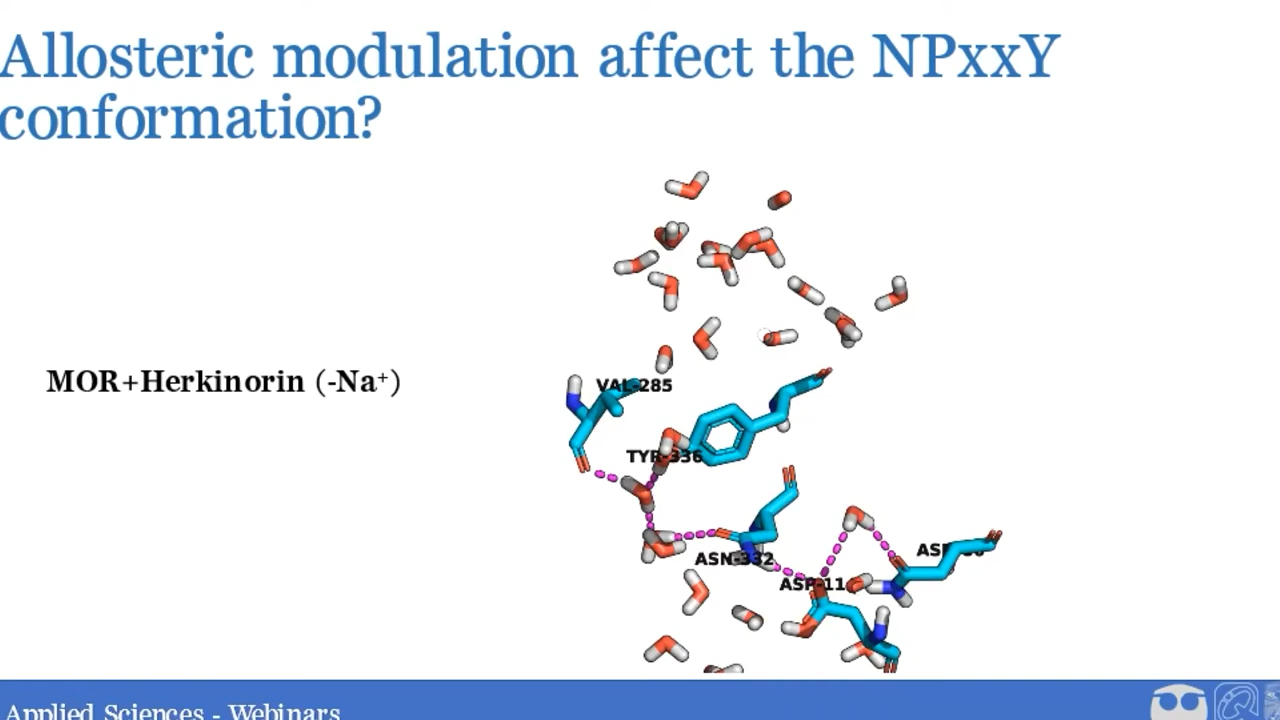 Allosteric modulation affect the NPxxY
conformation?
MOR+Herkinorin (-Na⁺)
VAL-285
TYR-336
ASN-332
ASP-11
Applied Sciences - Webinars